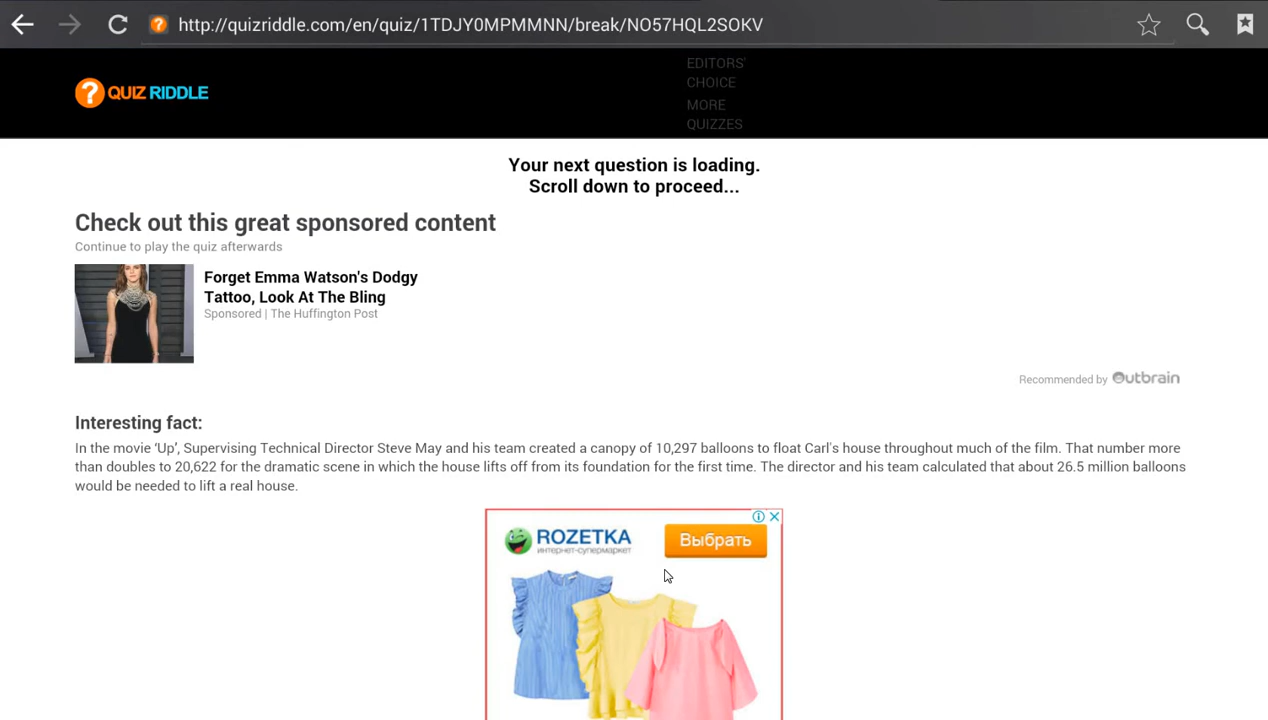 http://quizriddle.com/en/quiz/1TDJY0MPMMNN/break/NO57HQL2SOKV
? QUIZ RIDDLE
EDITORS'
CHOICE
MORE
QUIZZES
Your next question is loading.
Scroll down to proceed...
Check out this great sponsored content
Continue to play the quiz afterwards
Forget Emma Watson's Dodgy
Tattoo, Look At The Bling
Sponsored | The Huffington Post
Recommended by Outbrain
Interesting fact:
In the movie ‘Up’, Supervising Technical Director Steve May and his team created a canopy of 10,297 balloons to float Carl's house throughout much of the film. That number more
than doubles to 20,622 for the dramatic scene in which the house lifts off from its foundation for the first time. The director and his team calculated that about 26.5 million balloons
would be needed to lift a real house.
ROZETKA
интернет-супермаркет
Выбрать